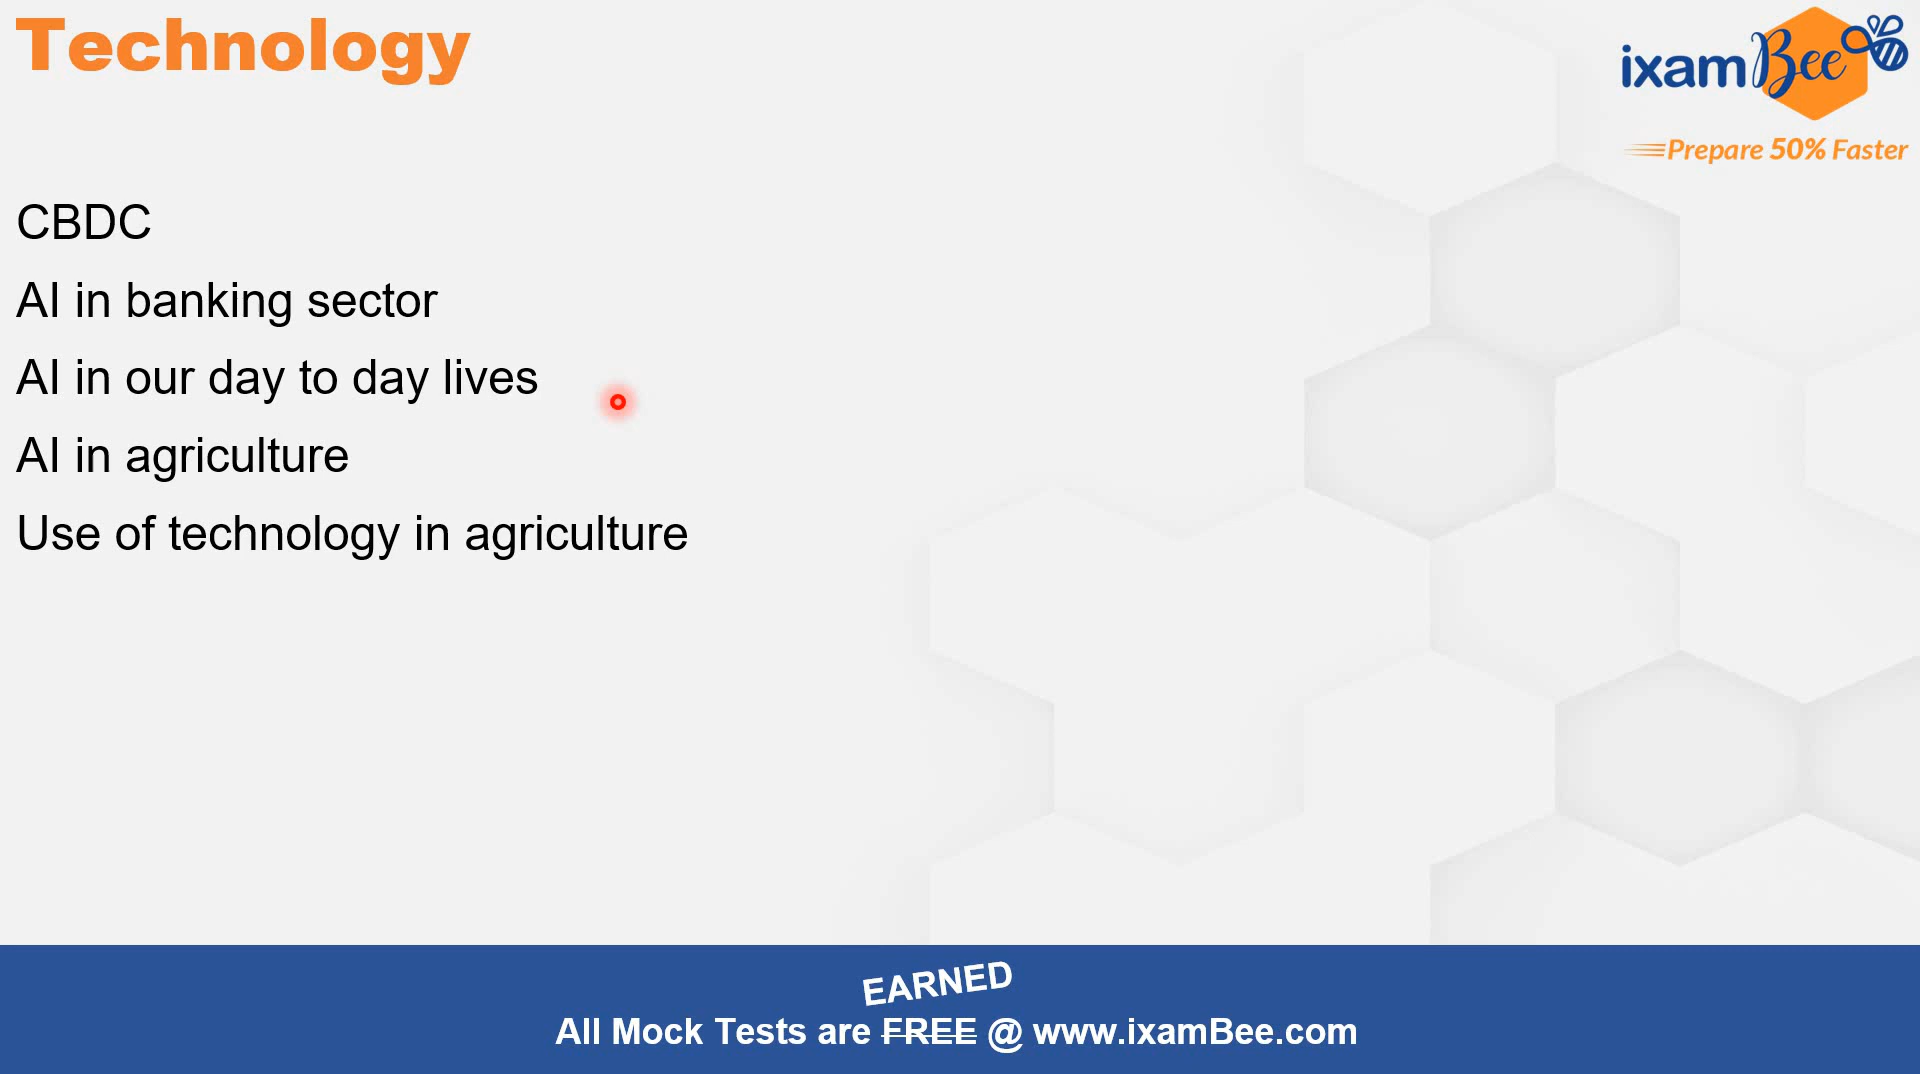 Technology
ixamBee
Prepare 50% Faster
CBDC
AI in banking sector
AI in our day to day lives
AI in agriculture
Use of technology in agriculture
EARNED
All Mock Tests are FREE @ www.ixamBee.com